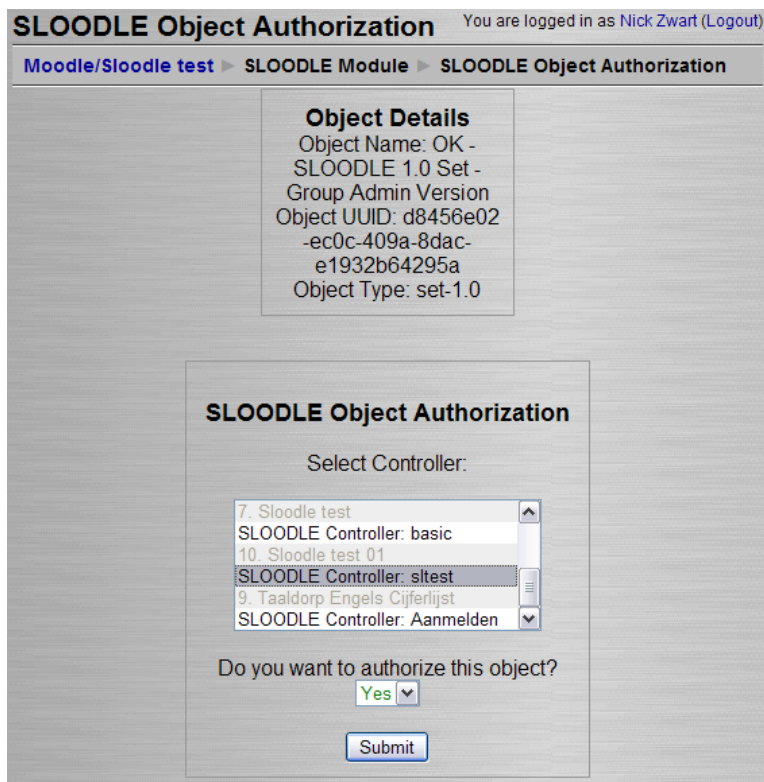 SLOODLE Object Authorization
You are logged in as Nick Zwart (Logout)
Moodle/Sloodle test ► SLOODLE Module ► SLOODLE Object Authorization
Object Details
Object Name: OK -
SLOODLE 1.0 Set -
Group Admin Version
Object UUID: d8456e02
-ec0c-409a-8dac-
e1932b64295a
Object Type: set-1.0
SLOODLE Object Authorization
Select Controller:
7. Sloodle test
SLOODLE Controller: basic
10. Sloodle test 01
SLOODLE Controller: sltest
9. Taaldorp Engels Cijferlijst
SLOODLE Controller: Aanmelden
Do you want to authorize this object?
Yes
Submit